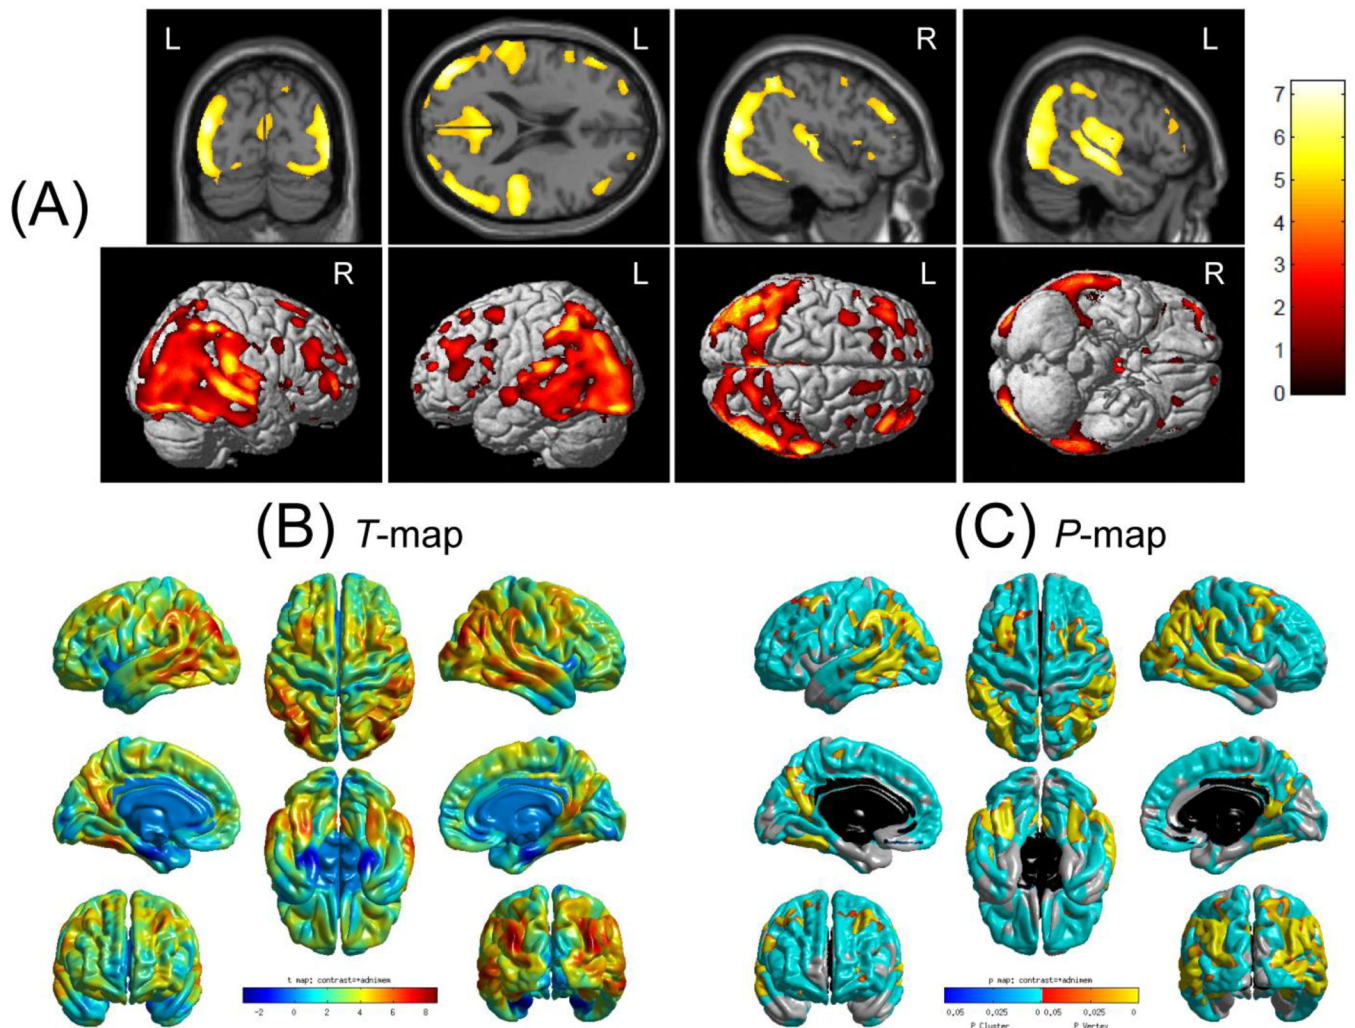 L
L
R
L
7
6
5
4
3
2
1
0
(A)
R
L
L
R
(B) T-map
(C) P-map
t map: contrast=+adnimem
-2 0 2 4 6 8
p map: contrast=+adnimem
0.05 0.025 0 0.05 0.025 0
P Cluster P Vertex